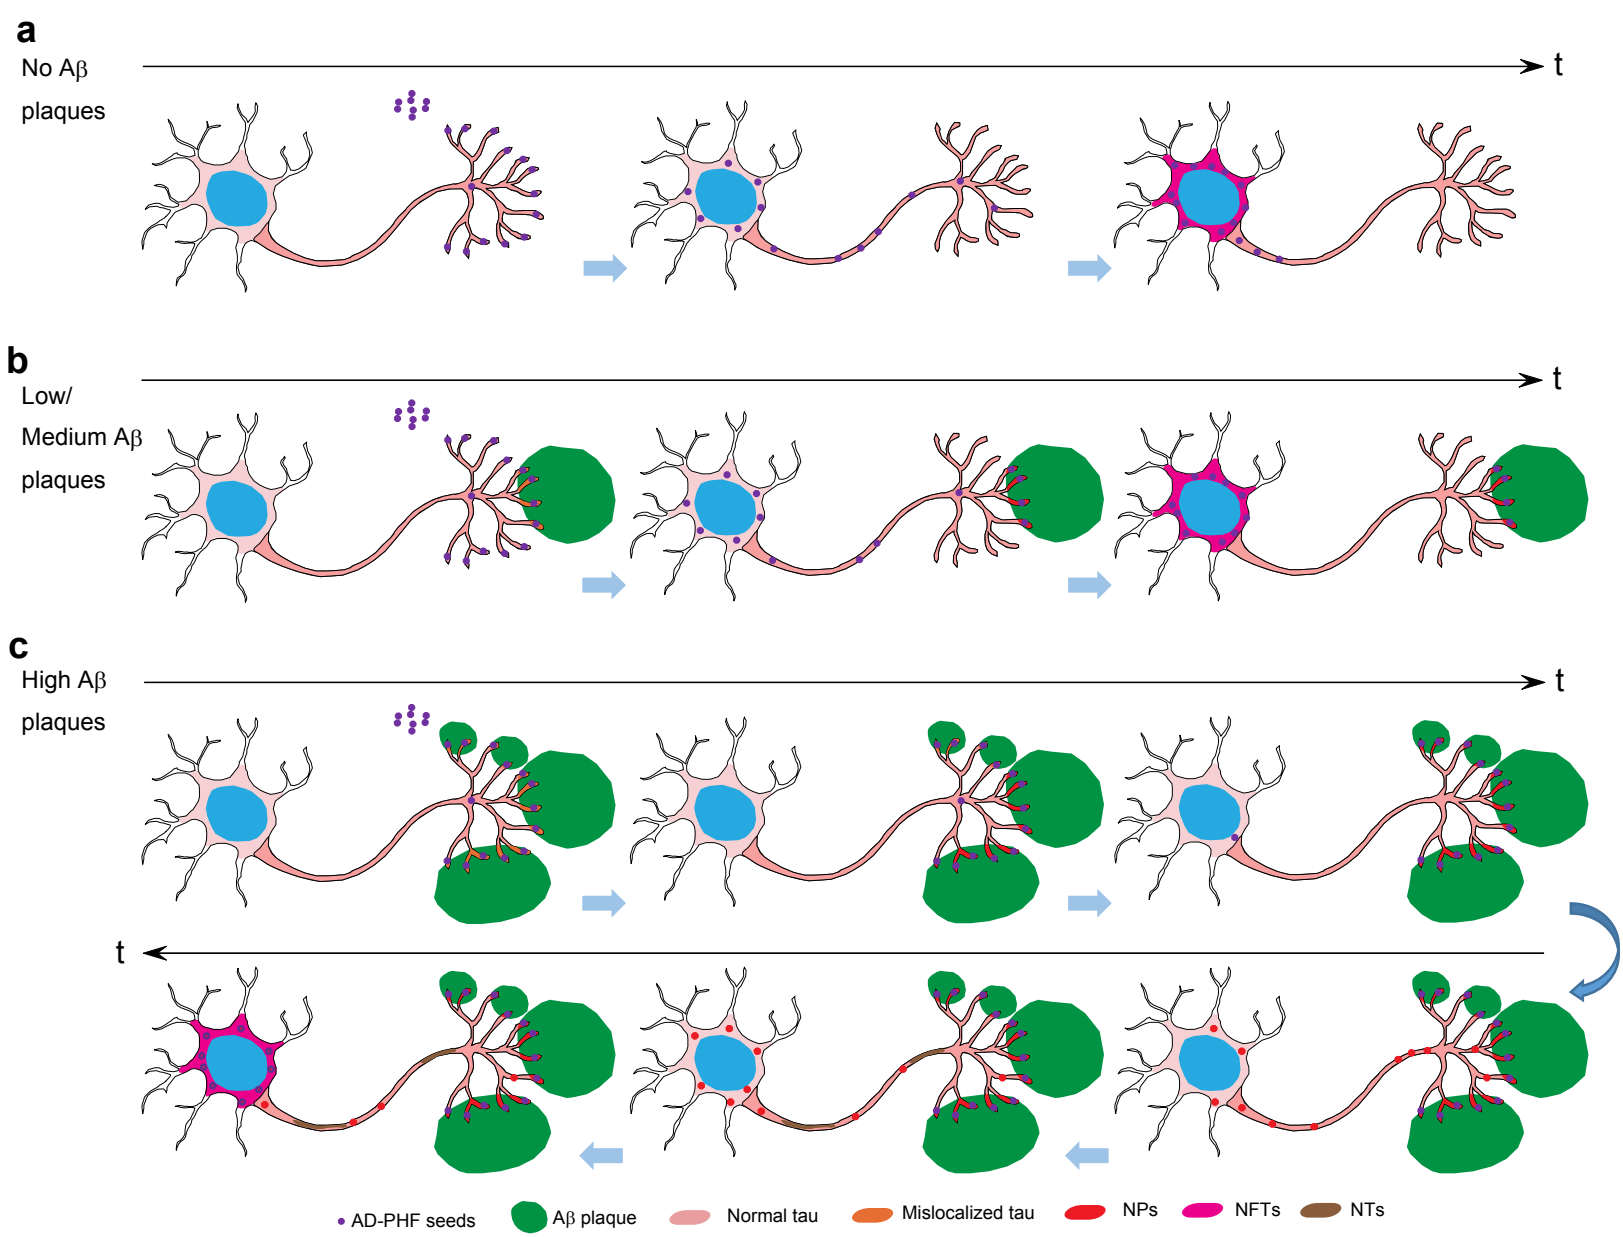 a
No Aβ
plaques
t
b
Low/
Medium Aβ
plaques
t
c
High Aβ
plaques
t
t
AD-PHF seeds
Aβ plaque
Normal tau
Mislocalized tau
NPs
NFTs
NTs